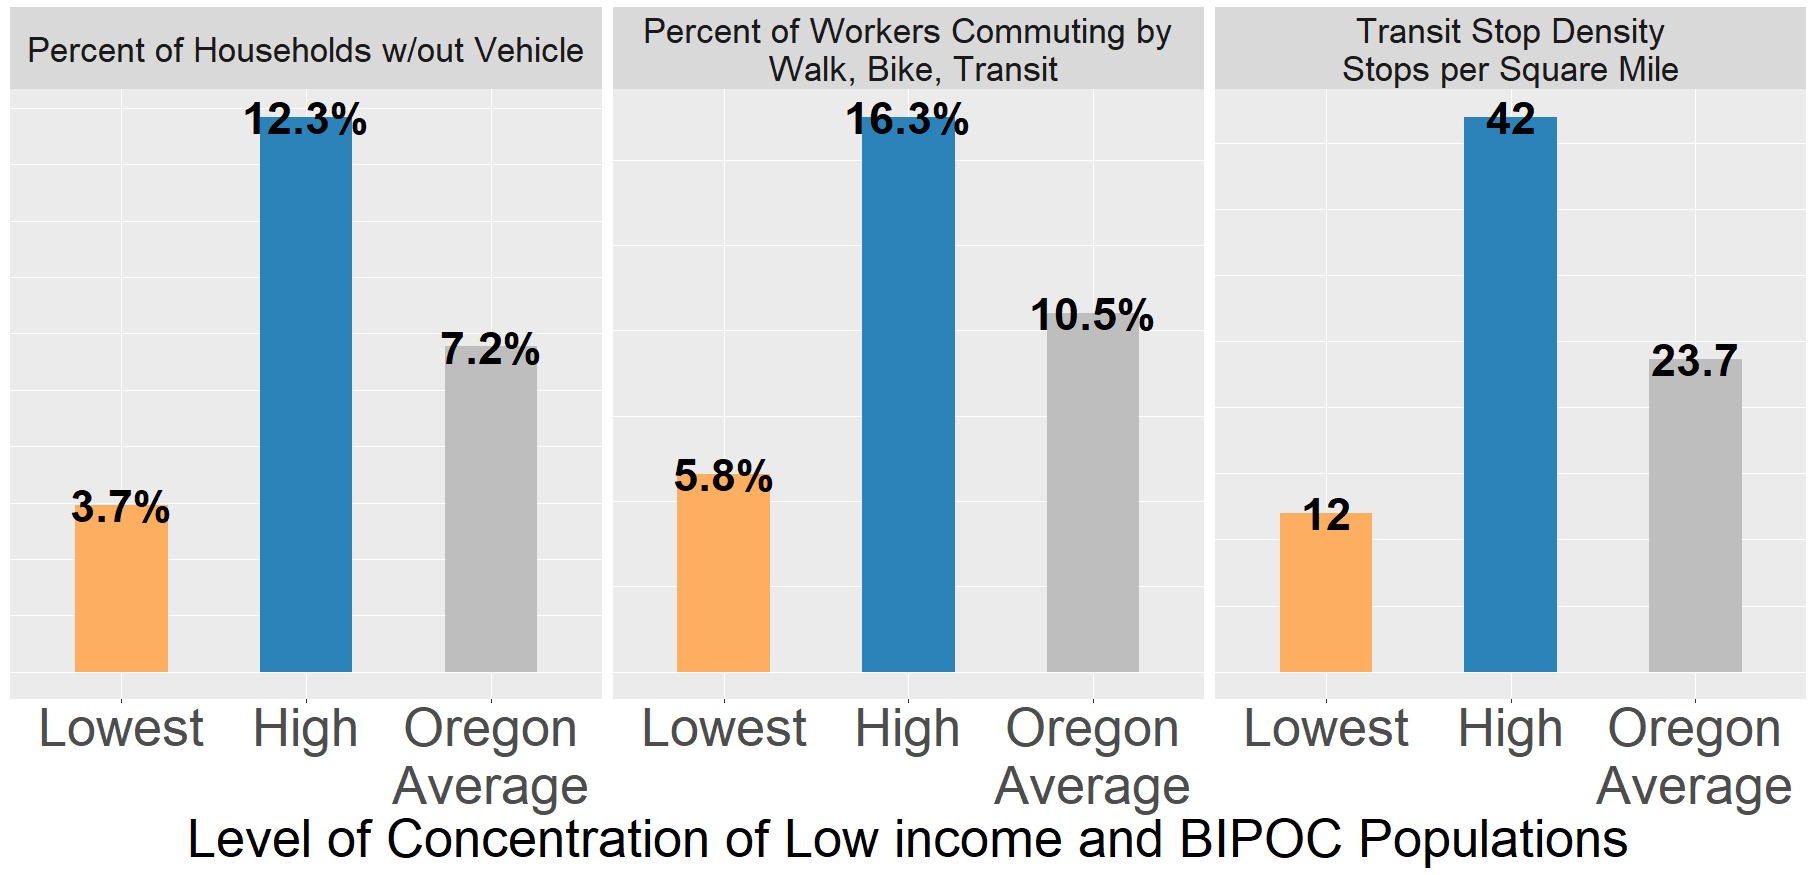 Percent of Households w/out Vehicle
12.3%
7.2%
3.7%
Lowest
High
Oregon
Average
Percent of Workers Commuting by
Walk, Bike, Transit
16.3%
10.5%
5.8%
Lowest
High
Oregon
Average
Transit Stop Density
Stops per Square Mile
42
23.7
12
Lowest
High
Oregon
Average
Level of Concentration of Low income and BIPOC Populations